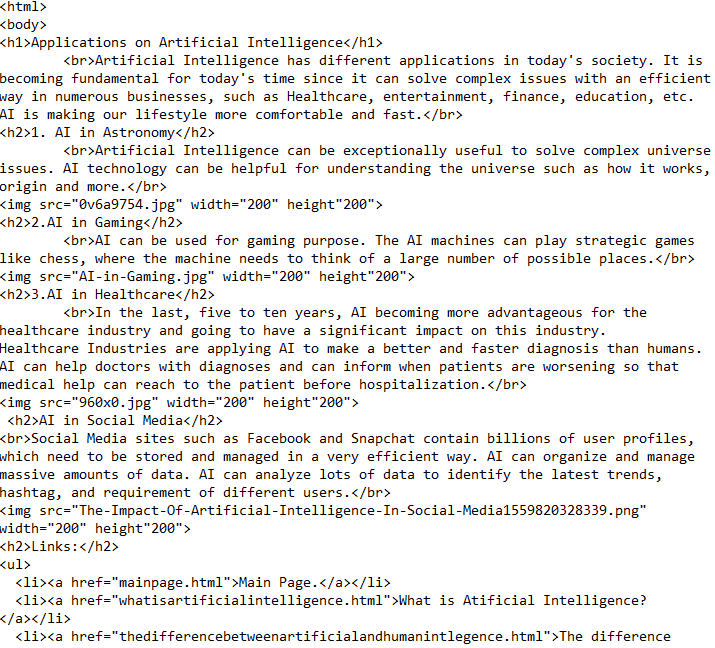 <html>
<body>
<h1>Applications on Artificial Intelligence</h1>
        <br>Artificial Intelligence has different applications in today's society. It is
becoming fundamental for today's time since it can solve complex issues with an efficient
way in numerous businesses, such as Healthcare, entertainment, finance, education, etc.
AI is making our lifestyle more comfortable and fast.</br>
<h2>1. AI in Astronomy</h2>
        <br>Artificial Intelligence can be exceptionally useful to solve complex universe
issues. AI technology can be helpful for understanding the universe such as how it works,
origin and more.</br>
<img src="0v6a9754.jpg" width="200" height"200">
<h2>2.AI in Gaming</h2>
        <br>AI can be used for gaming purpose. The AI machines can play strategic games
like chess, where the machine needs to think of a large number of possible places.</br>
<img src="AI-in-Gaming.jpg" width="200" height"200">
<h2>3.AI in Healthcare</h2>
        <br>In the last, five to ten years, AI becoming more advantageous for the
healthcare industry and going to have a significant impact on this industry.
Healthcare Industries are applying AI to make a better and faster diagnosis than humans.
AI can help doctors with diagnoses and can inform when patients are worsening so that
medical help can reach to the patient before hospitalization.</br>
<img src="960x0.jpg" width="200" height"200">
 <h2>AI in Social Media</h2>
<br>Social Media sites such as Facebook and Snapchat contain billions of user profiles,
which need to be stored and managed in a very efficient way. AI can organize and manage
massive amounts of data. AI can analyze lots of data to identify the latest trends,
hashtag, and requirement of different users.</br>
<img src="The-Impact-Of-Artificial-Intelligence-In-Social-Media1559820328339.png"
width="200" height"200">
<h2>Links:</h2>
<ul>
  <li><a href="mainpage.html">Main Page.</a></li>
  <li><a href="whatisartificialintelligence.html">What is Atificial Intelligence?
</a></li>
  <li><a href="thedifferencebetweenartificialandhumanintlegence.html">The difference